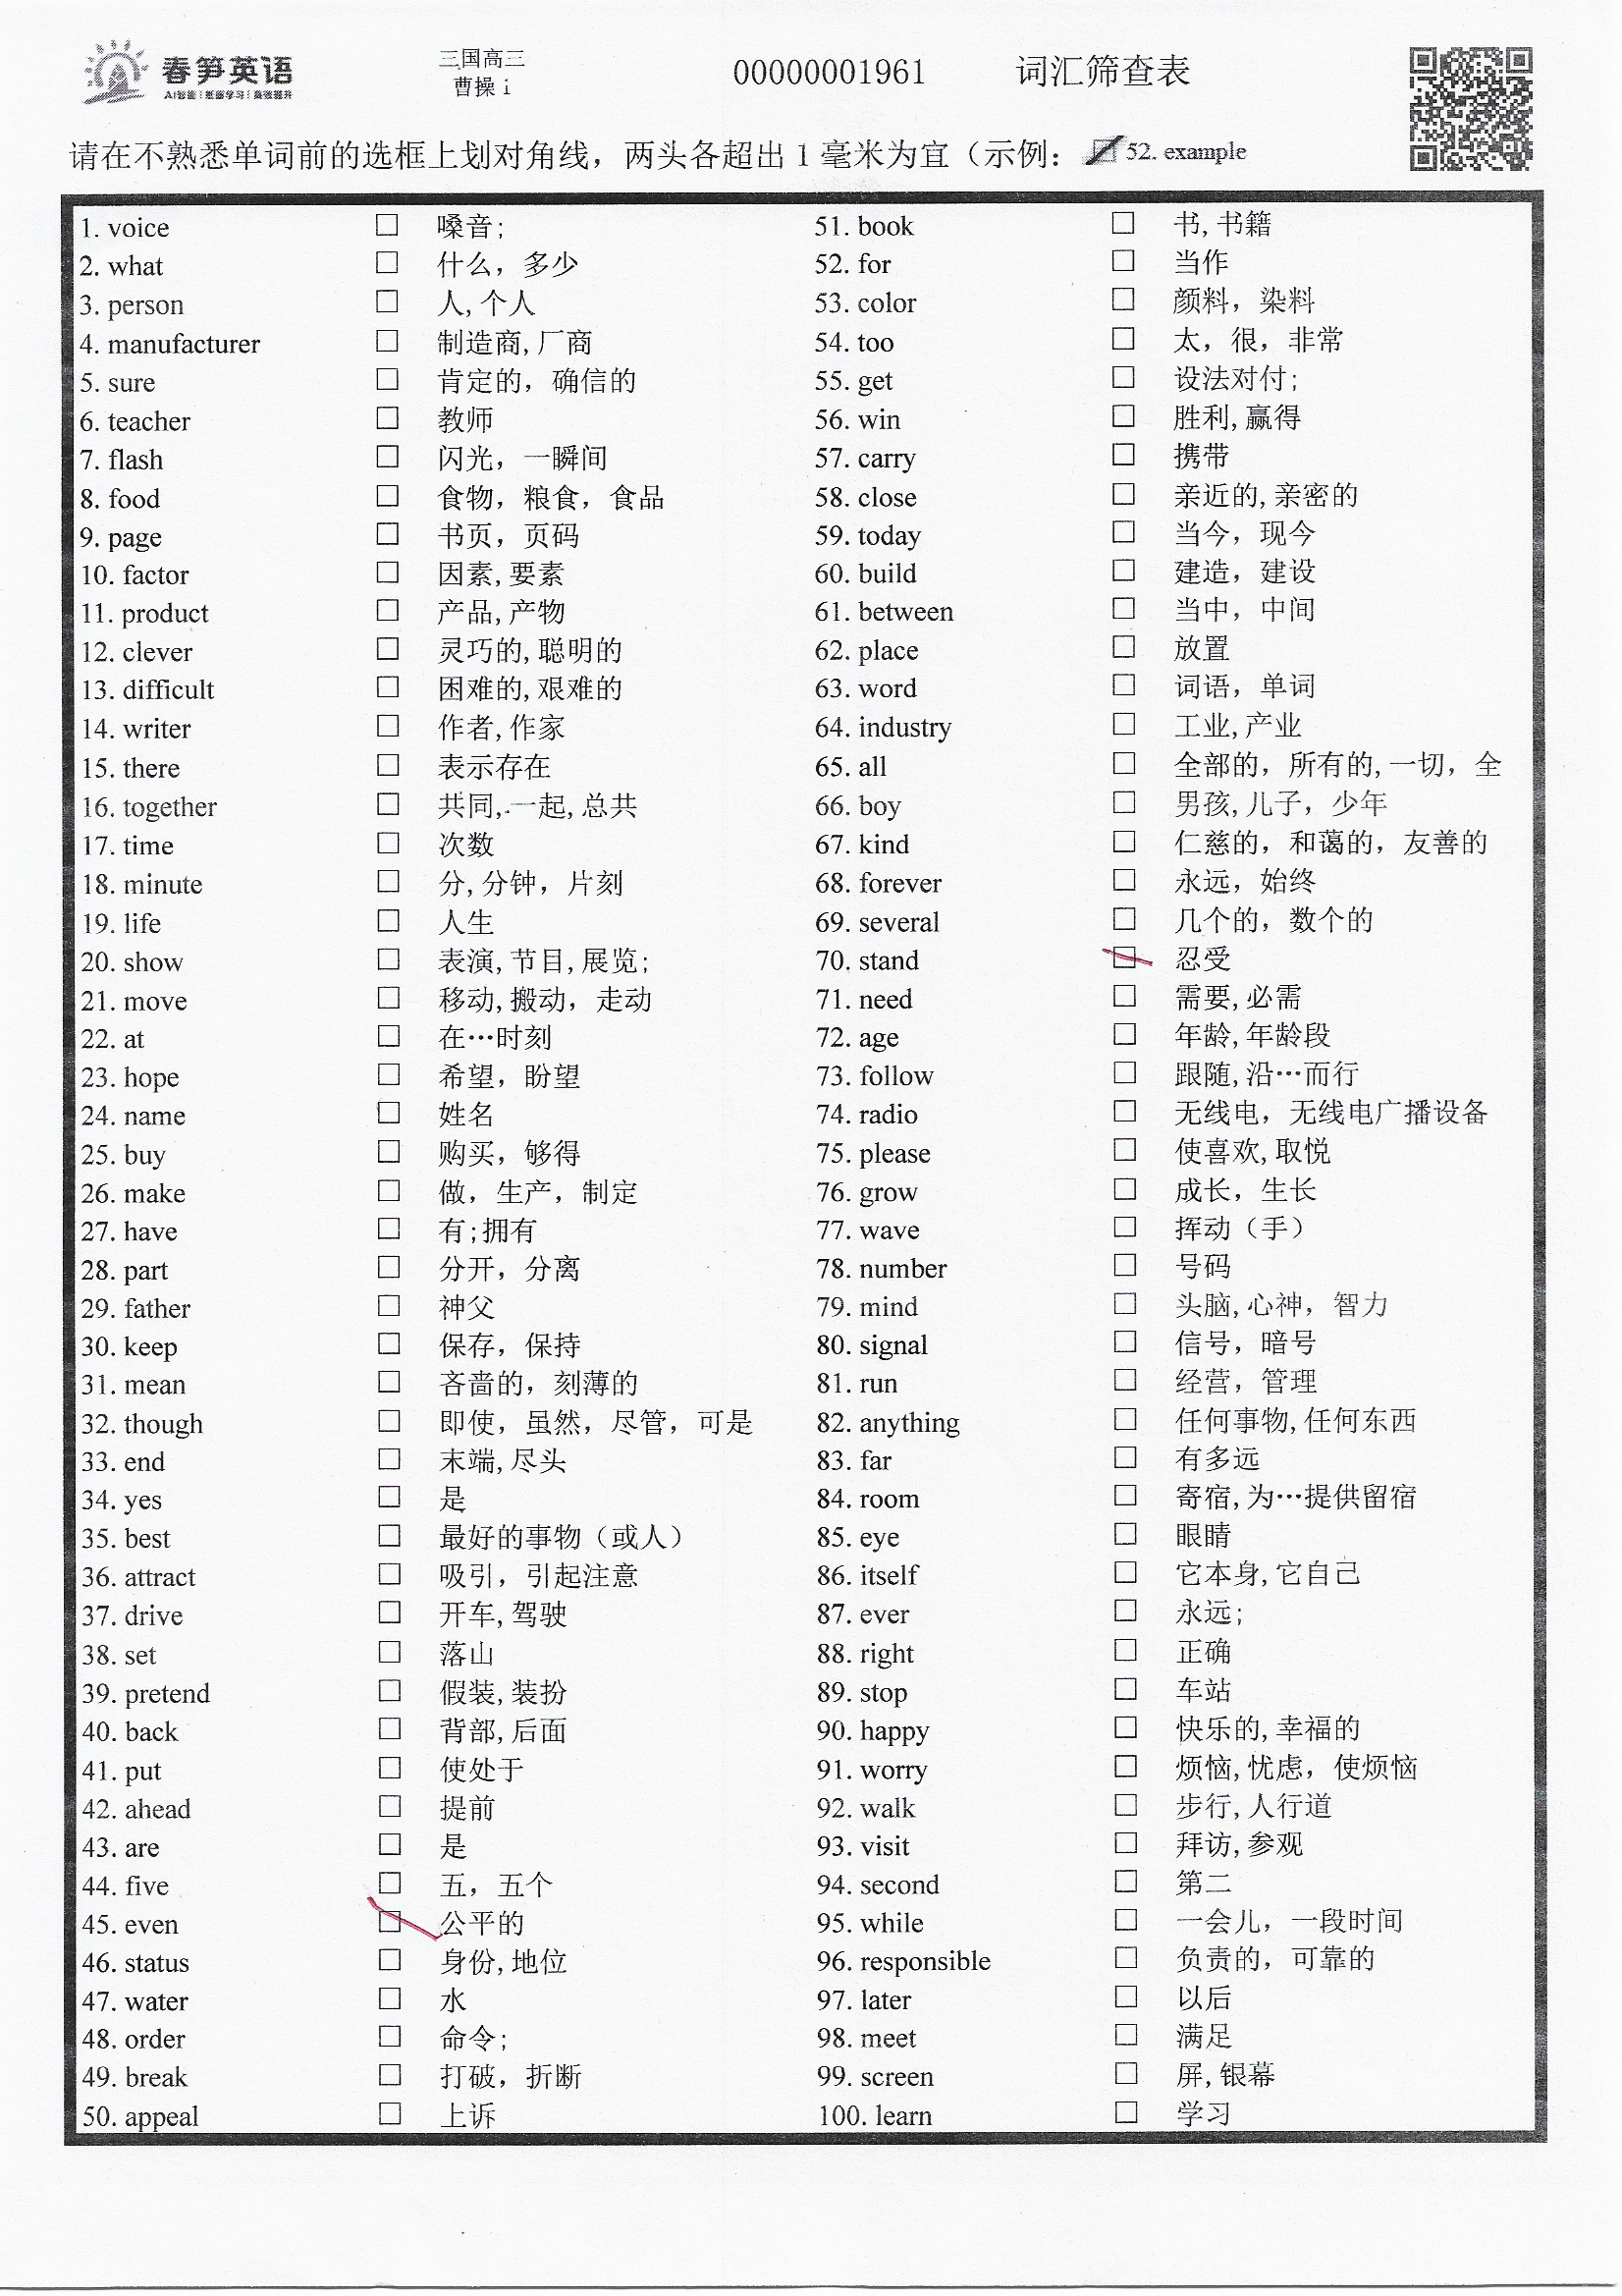 春笋英语
AI智能 | 思维学习 | 高效提升
三国高三
曹操 i
00000001961
词汇筛查表
请在不熟悉单词前的选框上划对角线，两头各超出 1 毫米为宜（示例： 52. example
1. voice □ 嗓音;
2. what □ 什么，多少
3. person □ 人, 个人
4. manufacturer □ 制造商, 厂商
5. sure □ 肯定的，确信的
6. teacher □ 教师
7. flash □ 闪光，一瞬间
8. food □ 食物，粮食，食品
9. page □ 书页，页码
10. factor □ 因素, 要素
11. product □ 产品, 产物
12. clever □ 灵巧的, 聪明的
13. difficult □ 困难的, 艰难的
14. writer □ 作者, 作家
15. there □ 表示存在
16. together □ 共同, 一起, 总共
17. time □ 次数
18. minute □ 分, 分钟，片刻
19. life □ 人生
20. show □ 表演, 节目, 展览;
21. move □ 移动, 搬动，走动
22. at □ 在…时刻
23. hope □ 希望，盼望
24. name □ 姓名
25. buy □ 购买，够得
26. make □ 做，生产，制定
27. have □ 有; 拥有
28. part □ 分开，分离
29. father □ 神父
30. keep □ 保存，保持
31. mean □ 吝啬的，刻薄的
32. though □ 即使，虽然，尽管，可是
33. end □ 末端, 尽头
34. yes □ 是
35. best □ 最好的事物（或人）
36. attract □ 吸引，引起注意
37. drive □ 开车, 驾驶
38. set □ 落山
39. pretend □ 假装, 装扮
40. back □ 背部, 后面
41. put □ 使处于
42. ahead □ 提前
43. are □ 是
44. five □ 五，五个
45. even □ 公平的
46. status □ 身份, 地位
47. water □ 水
48. order □ 命令;
49. break □ 打破，折断
50. appeal □ 上诉
51. book □ 书, 书籍
52. for □ 当作
53. color □ 颜料，染料
54. too □ 太，很，非常
55. get □ 设法对付;
56. win □ 胜利, 赢得
57. carry □ 携带
58. close □ 亲近的, 亲密的
59. today □ 当今，现今
60. build □ 建造，建设
61. between □ 当中，中间
62. place □ 放置
63. word □ 词语，单词
64. industry □ 工业, 产业
65. all □ 全部的，所有的, 一切，全
66. boy □ 男孩, 儿子，少年
67. kind □ 仁慈的，和蔼的，友善的
68. forever □ 永远，始终
69. several □ 几个的，数个的
70. stand □ 忍受
71. need □ 需要, 必需
72. age □ 年龄, 年龄段
73. follow □ 跟随, 沿…而行
74. radio □ 无线电，无线电广播设备
75. please □ 使喜欢, 取悦
76. grow □ 成长，生长
77. wave □ 挥动（手）
78. number □ 号码
79. mind □ 头脑, 心神，智力
80. signal □ 信号，暗号
81. run □ 经营，管理
82. anything □ 任何事物, 任何东西
83. far □ 有多远
84. room □ 寄宿, 为…提供留宿
85. eye □ 眼睛
86. itself □ 它本身, 它自己
87. ever □ 永远;
88. right □ 正确
89. stop □ 车站
90. happy □ 快乐的, 幸福的
91. worry □ 烦恼, 忧虑，使烦恼
92. walk □ 步行, 人行道
93. visit □ 拜访, 参观
94. second □ 第二
95. while □ 一会儿，一段时间
96. responsible □ 负责的，可靠的
97. later □ 以后
98. meet □ 满足
99. screen □ 屏, 银幕
100. learn □ 学习